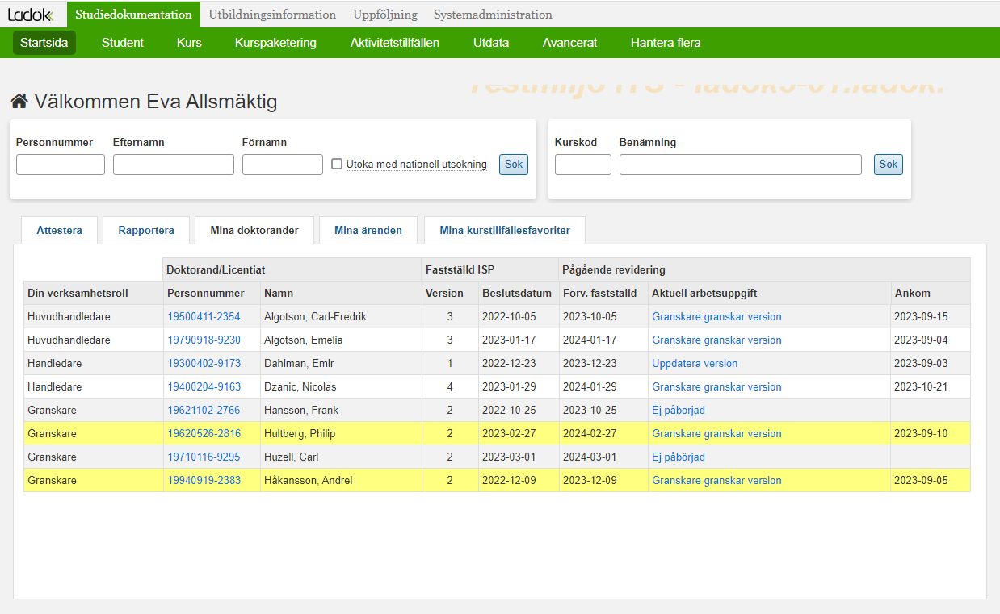 Ladok Studiedokumentation Utbildningsinformation Uppföljning Systemadministration
Startsida Student Kurs Kurspaketering Aktivitetstillfällen Utdata Avancerat Hantera flera
Testmiljö IT3 - ladok3-01.ladok.
Välkommen Eva Allsmäktig
Personnummer Efternamn Förnamn Kurskod Benämning
Utöka med nationell utsökning Sök Sök
Attestera Rapportera Mina doktorander Mina ärenden Mina kurstillfällesfavoriter
Doktorand/Licentiat Fastställd ISP Pågående revidering
Din verksamhetsroll Personnummer Namn Version Beslutsdatum Förv. fastställd Aktuell arbetsuppgift Ankom
Huvudhandledare 19500411-2354 Algotson, Carl-Fredrik 3 2022-10-05 2023-10-05 Granskare granskar version 2023-09-15
Huvudhandledare 19790918-9230 Algotson, Emelia 3 2023-01-17 2024-01-17 Granskare granskar version 2023-09-04
Handledare 19300402-9173 Dahlman, Emir 1 2022-12-23 2023-12-23 Uppdatera version 2023-09-03
Handledare 19400204-9163 Dzanic, Nicolas 4 2023-01-29 2024-01-29 Granskare granskar version 2023-10-21
Granskare 19621102-2766 Hansson, Frank 2 2022-10-25 2023-10-25 Ej påbörjad
Granskare 19620526-2816 Hultberg, Philip 2 2023-02-27 2024-02-27 Granskare granskar version 2023-09-10
Granskare 19710116-9295 Huzell, Carl 2 2023-03-01 2024-03-01 Ej påbörjad
Granskare 19940919-2383 Håkansson, Andrei 2 2022-12-09 2023-12-09 Granskare granskar version 2023-09-05